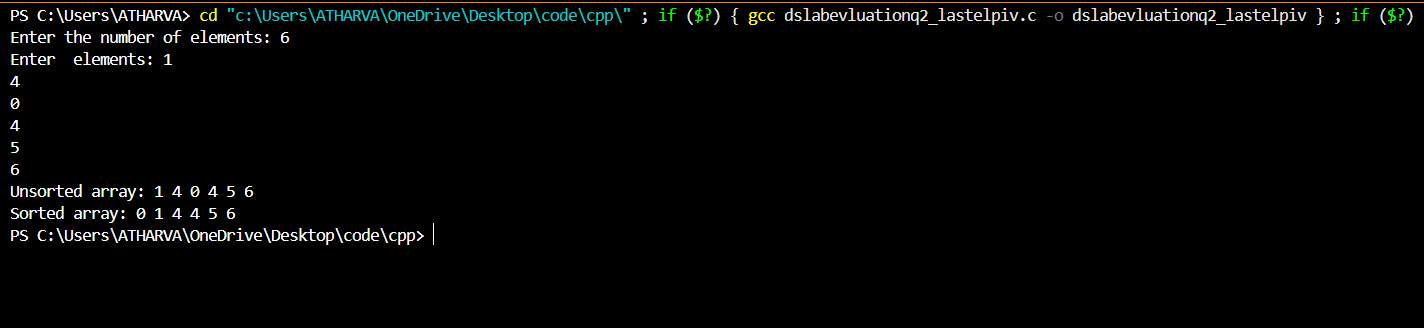 PS C:\Users\ATHARVA> cd "c:\Users\ATHARVA\OneDrive\Desktop\code\cpp\" ; if ($?) { gcc dslabevluationq2_lastelpiv.c -o dslabevluationq2_lastelpiv } ; if ($?)
Enter the number of elements: 6
Enter  elements: 1
4
0
4
5
6
Unsorted array: 1 4 0 4 5 6
Sorted array: 0 1 4 4 5 6
PS C:\Users\ATHARVA\OneDrive\Desktop\code\cpp>